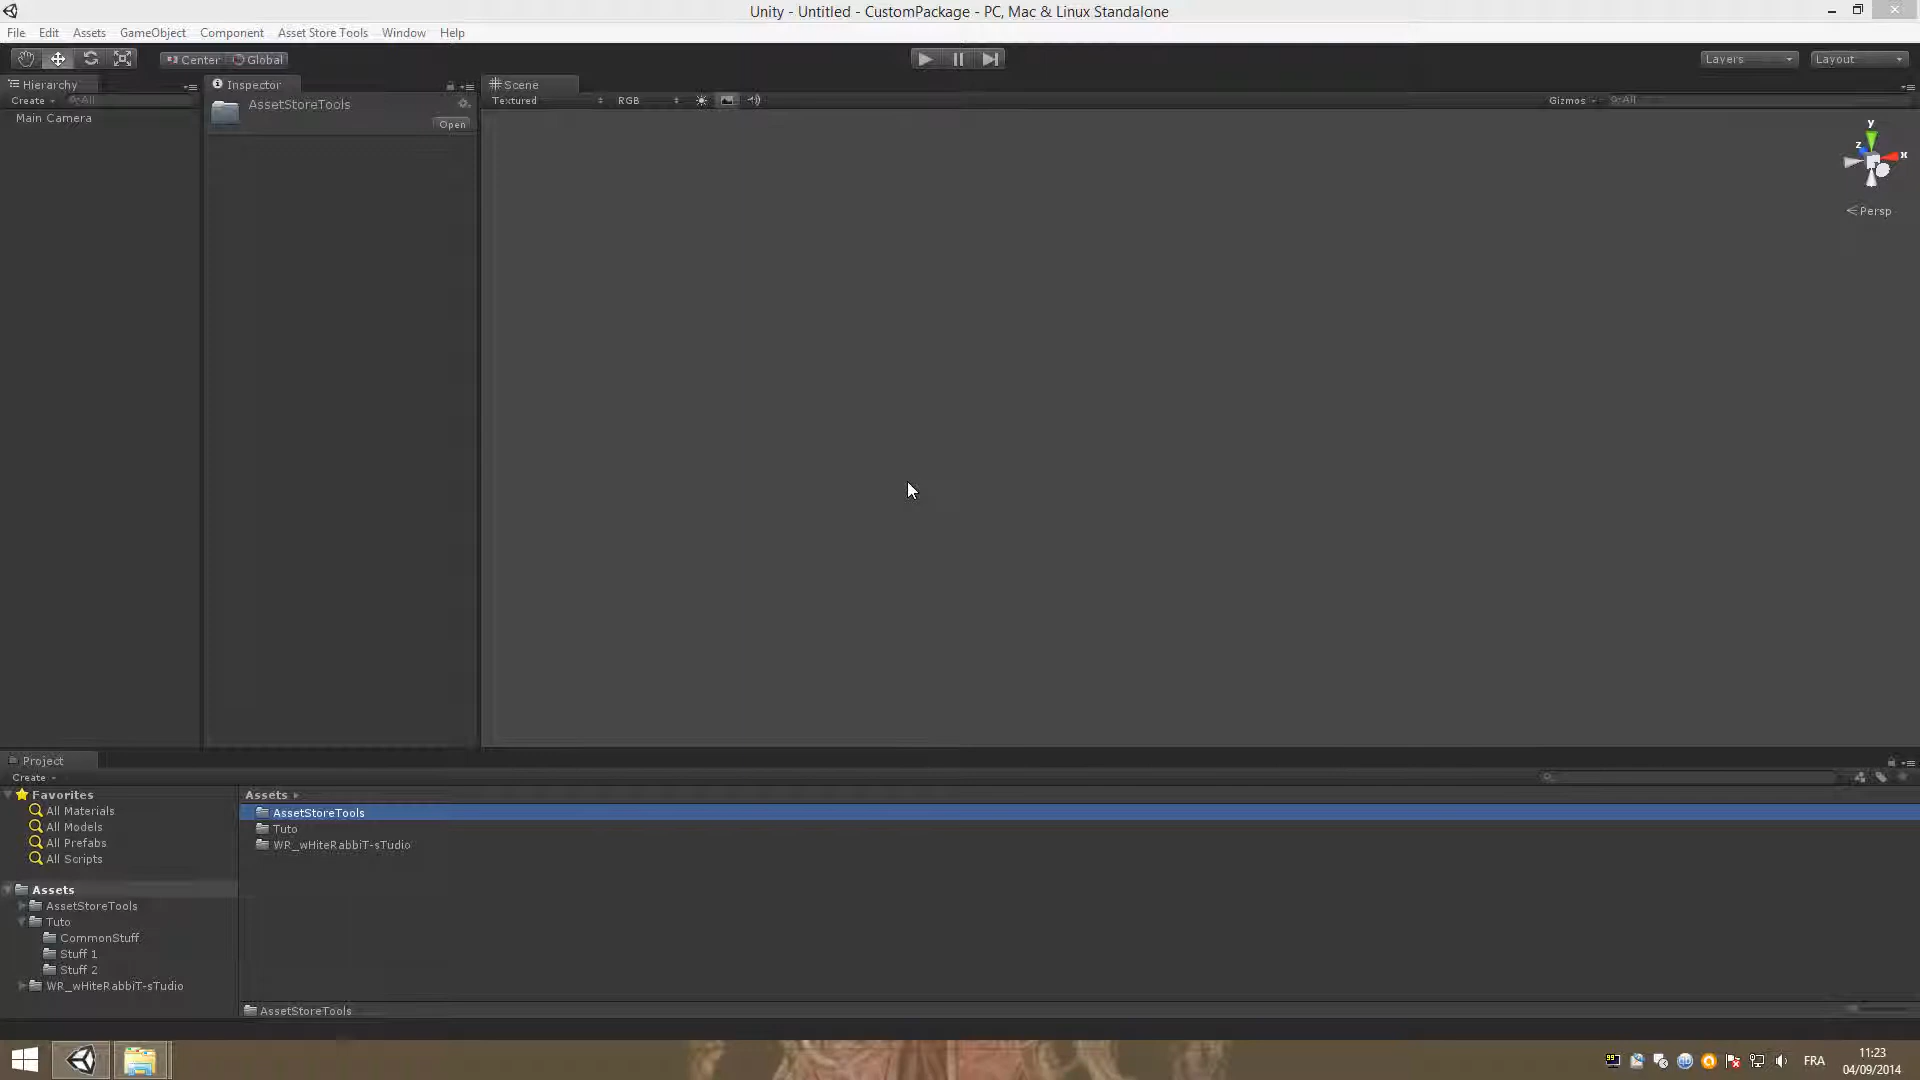 Unity - Untitled - CustomPackage - PC, Mac & Linux Standalone
File Edit Assets GameObject Component Asset Store Tools Window Help
Center Global Layers Layout
Hierarchy Inspector Scene
Create All AssetStoreTools Textured RGB Gizmos All
Main Camera Open
y
z x
Persp
Project
Create
Favorites Assets
All Materials AssetStoreTools
All Models Tuto
All Prefabs WR_wHiteRabbiT-sTudio
All Scripts
Assets
AssetStoreTools
Tuto
CommonStuff
Stuff 1
Stuff 2
WR_wHiteRabbiT-sTudio
AssetStoreTools
FRA 11:23
04/09/2014